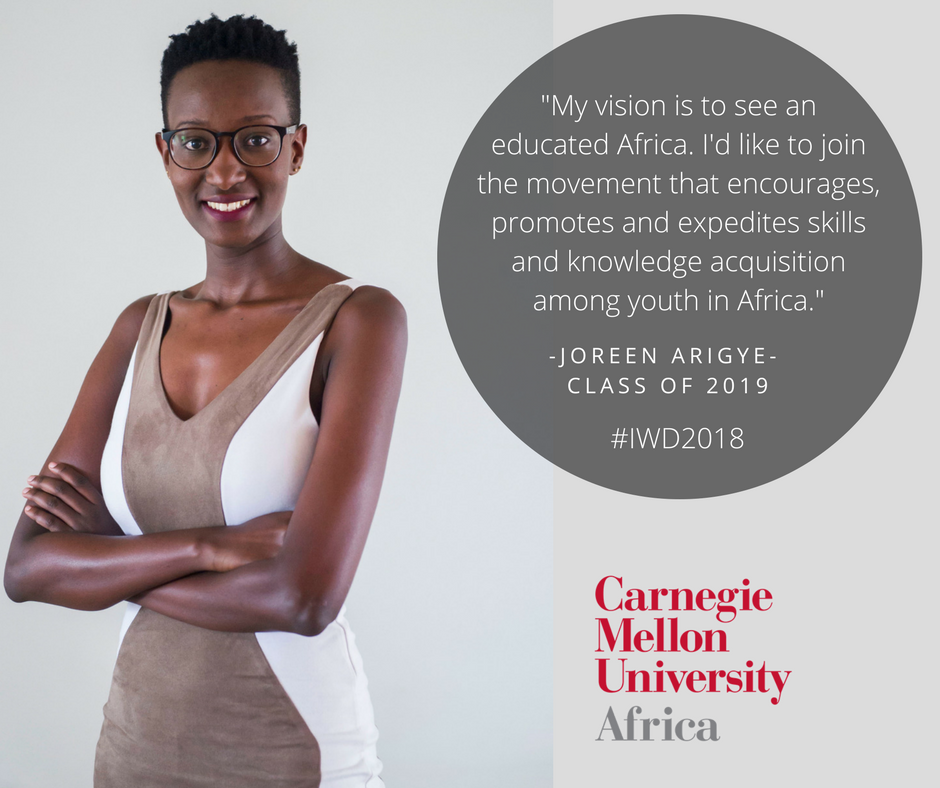 "My vision is to see an
educated Africa. I'd like to join
the movement that encourages,
promotes and expedites skills
and knowledge acquisition
among youth in Africa."
-JOREEN ARIGYE-
CLASS OF 2019
#IWD2018
Carnegie
Mellon
University
Africa